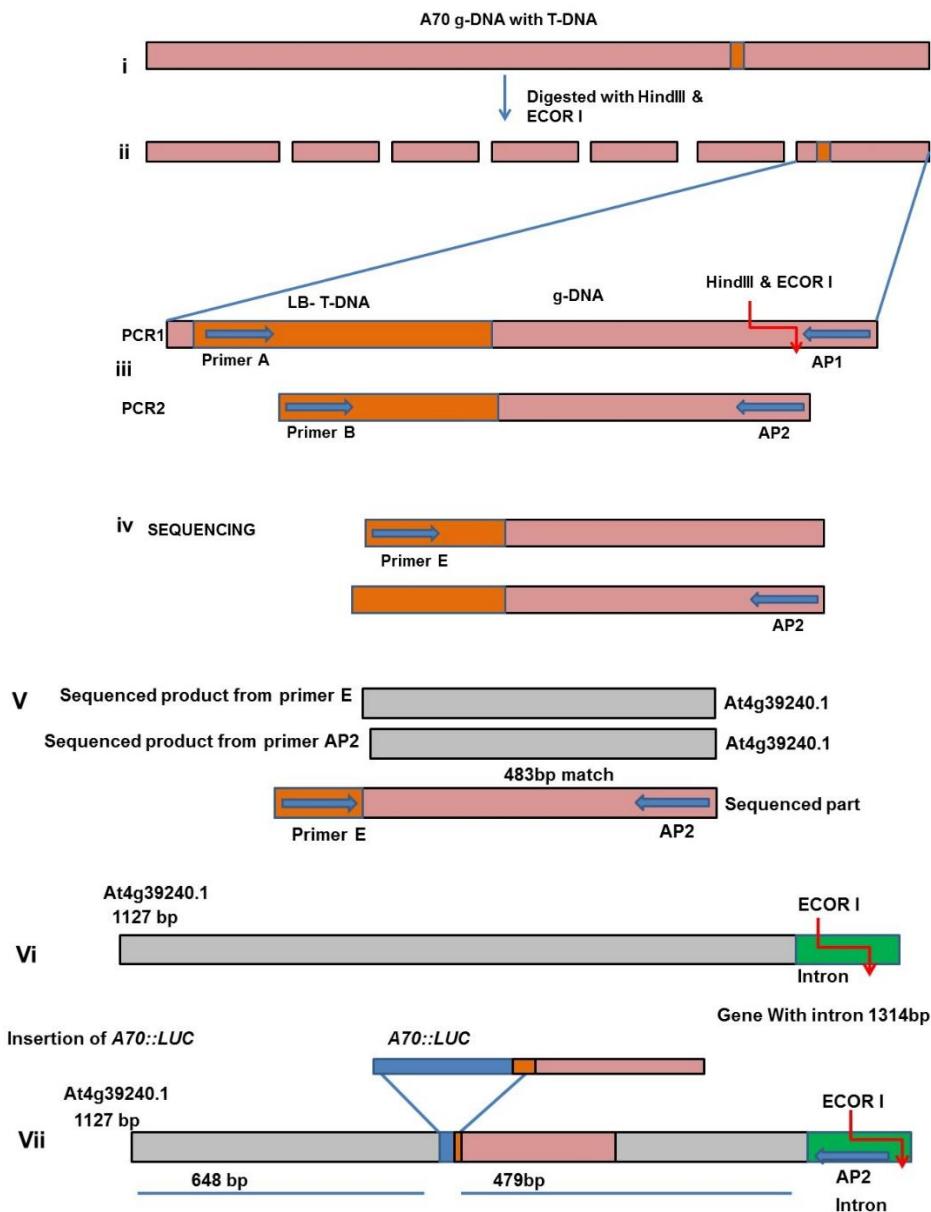 A70 g-DNA with T-DNA
i
Digested with HindIII &
ECOR I
ii
LB- T-DNA
g-DNA
HindIII & ECOR I
PCR1
Primer A
AP1
iii
PCR2
Primer B
AP2
iv SEQUENCING
Primer E
AP2
V
Sequenced product from primer E
At4g39240.1
Sequenced product from primer AP2
At4g39240.1
483bp match
Sequenced part
Primer E
AP2
At4g39240.1
1127 bp
ECOR I
Vi
Intron
Gene With intron 1314bp
Insertion of A70::LUC
A70::LUC
At4g39240.1
1127 bp
ECOR I
Vii
648 bp
479bp
AP2
Intron